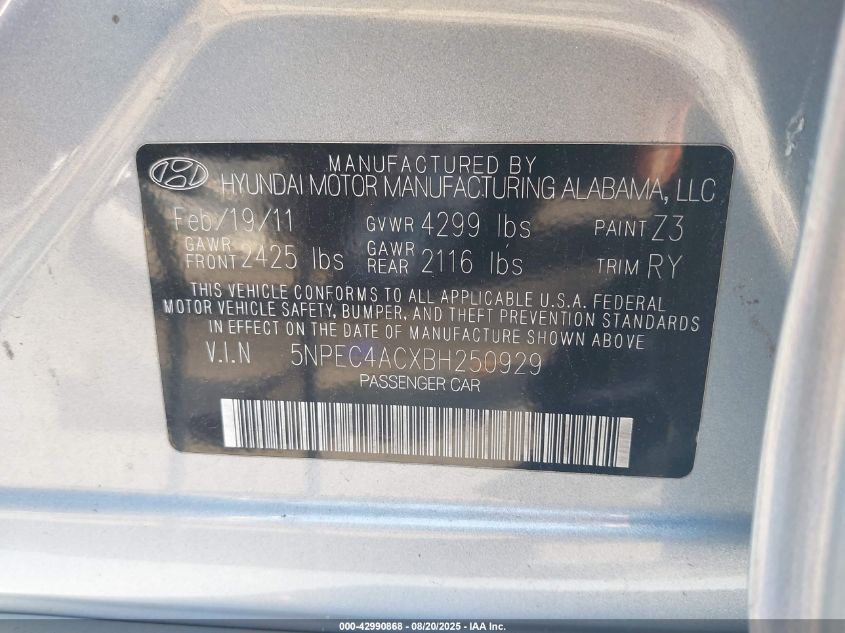 MANUFACTURED BY
HYUNDAI MOTOR MANUFACTURING ALABAMA, LLC
Feb/19/11 GVWR 4299 lbs PAINT Z3
GAWR FRONT 2425 lbs GAWR REAR 2116 lbs TRIM RY
THIS VEHICLE CONFORMS TO ALL APPLICABLE U.S.A. FEDERAL
MOTOR VEHICLE SAFETY, BUMPER, AND THEFT PREVENTION STANDARDS
IN EFFECT ON THE DATE OF MANUFACTURE SHOWN ABOVE
V.I.N 5NPEC4ACXBH250929
PASSENGER CAR
000-42990868 - 08/20/2025 - IAA Inc.